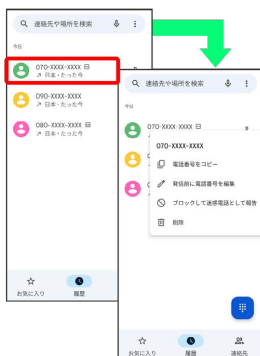 連絡先や場所を検索
今日
070-XXXX-XXXX
日本・たった今
090-XXXX-XXXX
日本・たった今
080-XXXX-XXXX
日本・たった今
お気に入り
履歴
連絡先や場所を検索
今日
070-XXXX-XXXX
070-XXXX-XXXX
電話番号をコピー
発信前に電話番号を編集
ブロックして迷惑電話として報告
削除
お気に入り
履歴
連絡先